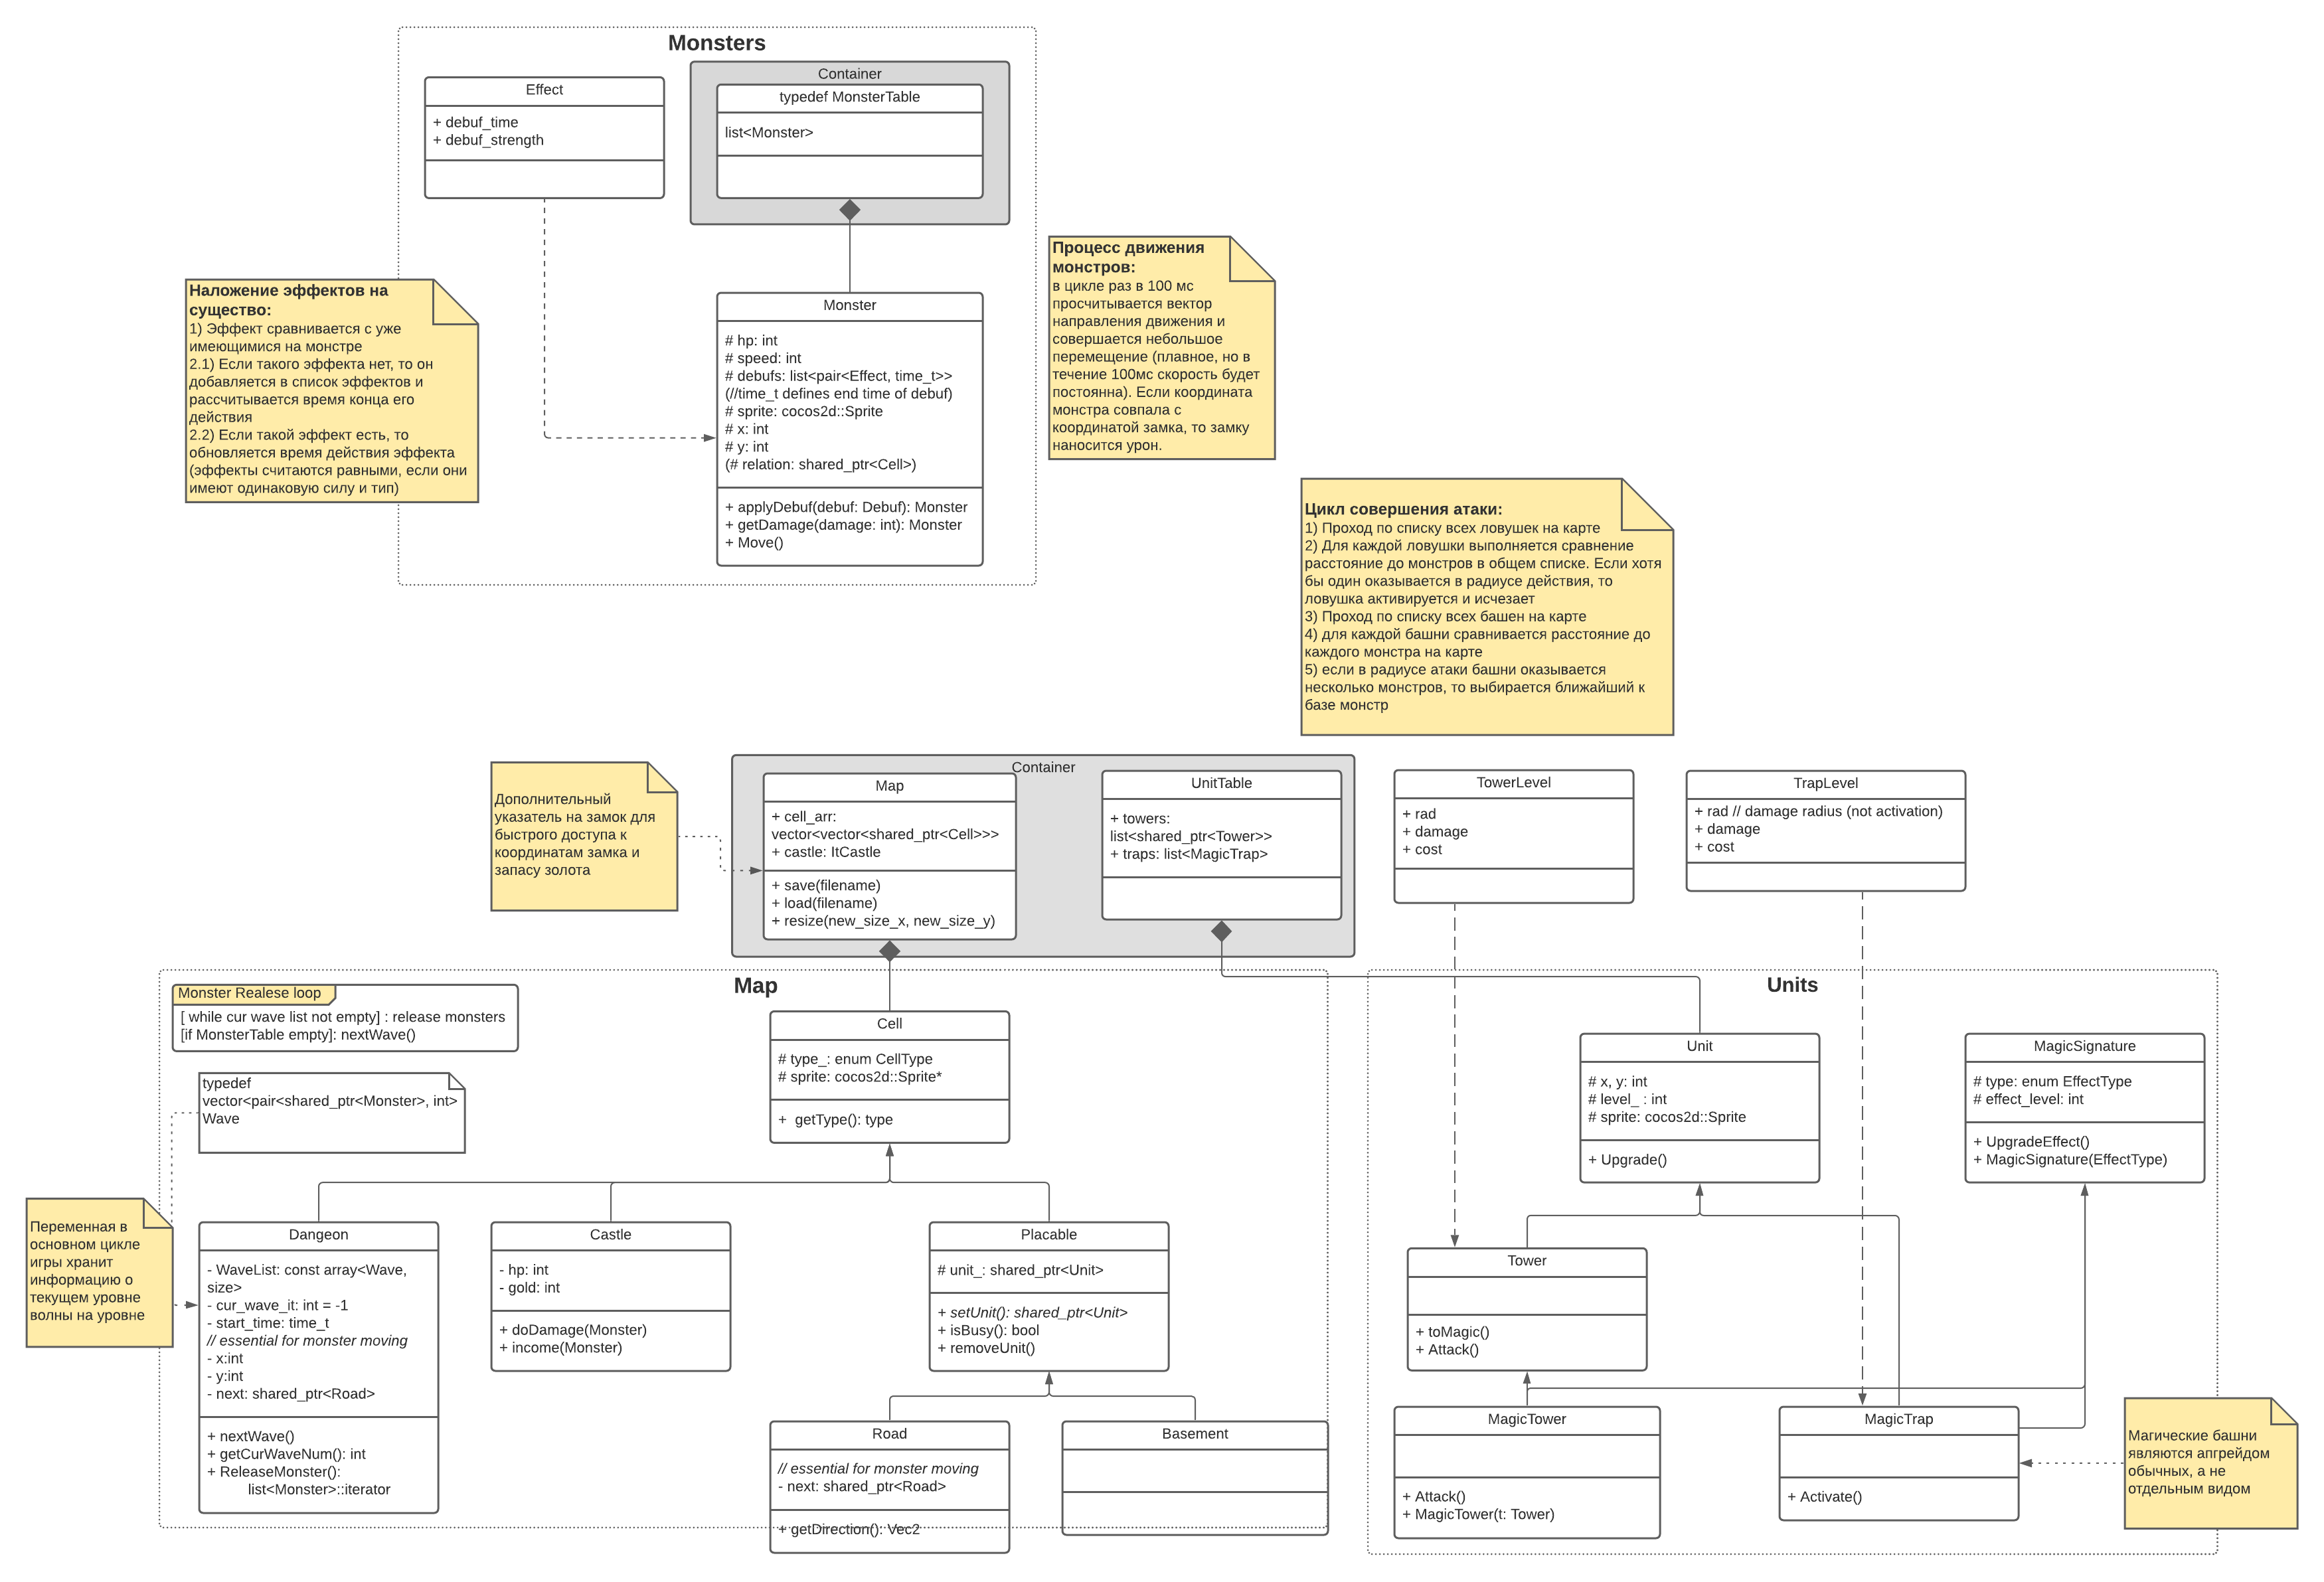 Monsters
Effect
+ debuf_time
+ debuf_strength
Container
typedef MonsterTable
list<Monster>
Наложение эффектов на
существо:
1) Эффект сравнивается с уже
имеющимися на монстре
2.1) Если такого эффекта нет, то он
добавляется в список эффектов и
рассчитывается время конца его
действия
2.2) Если такой эффект есть, то
обновляется время действия эффекта
(эффекты считаются равными, если они
имеют одинаковую силу и тип)
Monster
# hp: int
# speed: int
# debufs: list<pair<Effect, time_t>>
(//time_t defines end time of debuf)
# sprite: cocos2d::Sprite
# x: int
# y: int
(# relation: shared_ptr<Cell>)
+ applyDebuf(debuf: Debuf): Monster
+ getDamage(damage: int): Monster
+ Move()
Процесс движения
монстров:
в цикле раз в 100 мс
просчитывается вектор
направления движения и
совершается небольшое
перемещение (плавное, но в
течение 100мс скорость будет
постоянна). Если координата
монстра совпала с
координатой замка, то замку
наносится урон.
Цикл совершения атаки:
1) Проход по списку всех ловушек на карте
2) Для каждой ловушки выполняется сравнение
расстояние до монстров в общем списке. Если хотя
бы один оказывается в радиусе действия, то
ловушка активируется и исчезает
3) Проход по списку всех башен на карте
4) для каждой башни сравнивается расстояние до
каждого монстра на карте
5) если в радиусе атаки башни оказывается
несколько монстров, то выбирается ближайший к
базе монстр
Дополнительный
указатель на замок для
быстрого доступа к
координатам замка и
запасу золота
Container
Map
+ cell_arr:
vector<vector<shared_ptr<Cell>>>
+ castle: ItCastle
+ save(filename)
+ load(filename)
+ resize(new_size_x, new_size_y)
UnitTable
+ towers:
list<shared_ptr<Tower>>
+ traps: list<MagicTrap>
TowerLevel
+ rad
+ damage
+ cost
TrapLevel
+ rad // damage radius (not activation)
+ damage
+ cost
Map
Monster Realese loop
[ while cur wave list not empty] : release monsters
[if MonsterTable empty]: nextWave()
typedef
vector<pair<shared_ptr<Monster>, int>
Wave
Cell
# type_: enum CellType
# sprite: cocos2d::Sprite*
+  getType(): type
Переменная в
основном цикле
игры хранит
информацию о
текущем уровне
волны на уровне
Dangeon
- WaveList: const array<Wave,
size>
- cur_wave_it: int = -1
- start_time: time_t
// essential for monster moving
- x:int
- y:int
- next: shared_ptr<Road>
+ nextWave()
+ getCurWaveNum(): int
+ ReleaseMonster():
list<Monster>::iterator
Castle
- hp: int
- gold: int
+ doDamage(Monster)
+ income(Monster)
Placable
# unit_: shared_ptr<Unit>
+ setUnit(): shared_ptr<Unit>
+ isBusy(): bool
+ removeUnit()
Road
// essential for monster moving
- next: shared_ptr<Road>
+ getDirection(): Vec2
Basement
Units
Unit
# x, y: int
# level_ : int
# sprite: cocos2d::Sprite
+ Upgrade()
MagicSignature
# type: enum EffectType
# effect_level: int
+ UpgradeEffect()
+ MagicSignature(EffectType)
Tower
+ toMagic()
+ Attack()
MagicTower
+ Attack()
+ MagicTower(t: Tower)
MagicTrap
+ Activate()
Магические башни
являются апгрейдом
обычных, а не
отдельным видом